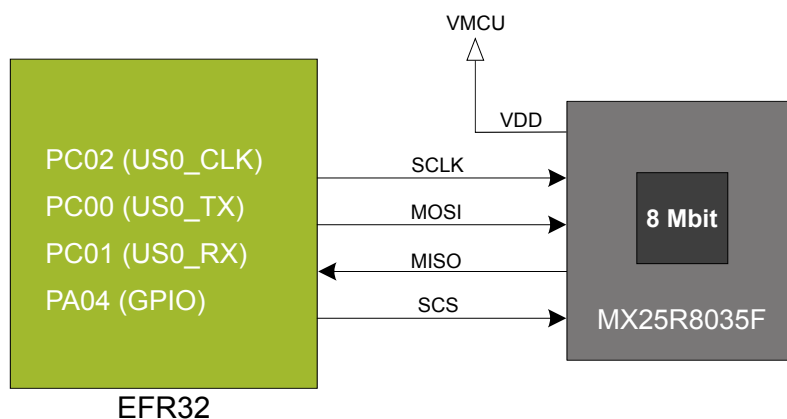 VMCU
VDD
PC02 (US0_CLK)
SCLK
PC00 (US0_TX)
MOSI
8 Mbit
PC01 (US0_RX)
MISO
PA04 (GPIO)
SCS
MX25R8035F
EFR32